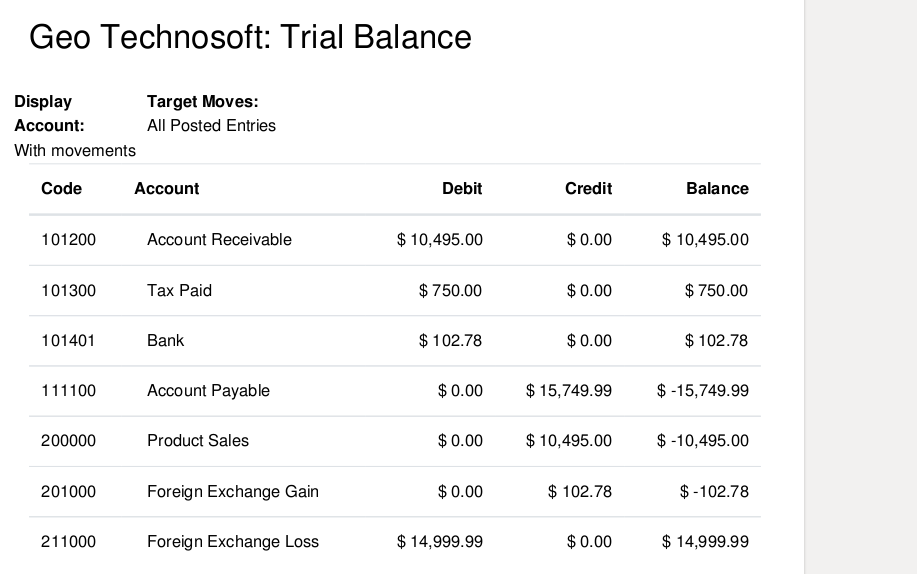 Geo Technosoft: Trial Balance
Display Account: Target Moves:
With movements All Posted Entries
Code Account Debit Credit Balance
101200 Account Receivable $ 10,495.00 $ 0.00 $ 10,495.00
101300 Tax Paid $ 750.00 $ 0.00 $ 750.00
101401 Bank $ 102.78 $ 0.00 $ 102.78
111100 Account Payable $ 0.00 $ 15,749.99 $ -15,749.99
200000 Product Sales $ 0.00 $ 10,495.00 $ -10,495.00
201000 Foreign Exchange Gain $ 0.00 $ 102.78 $ -102.78
211000 Foreign Exchange Loss $ 14,999.99 $ 0.00 $ 14,999.99